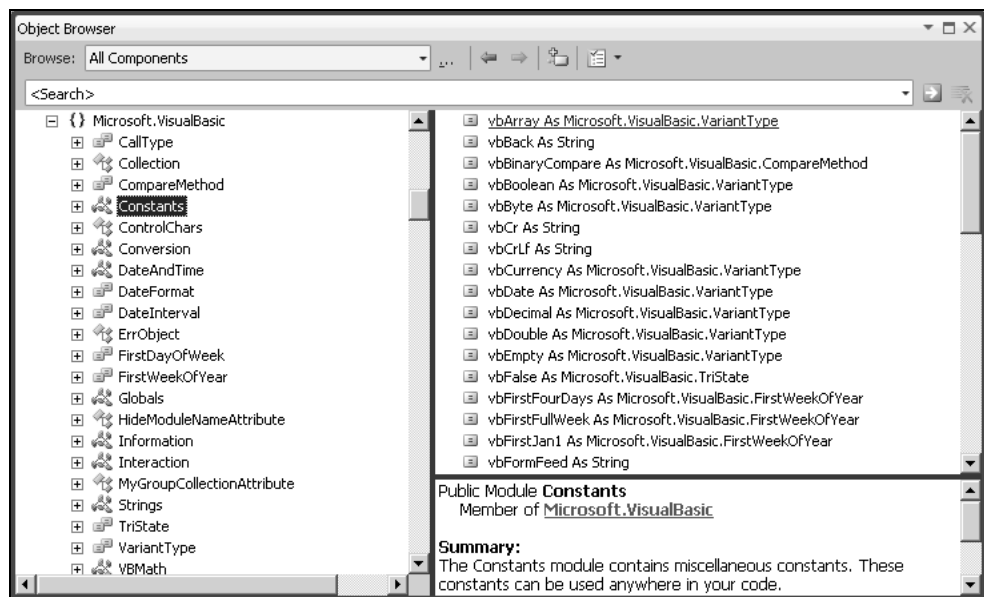 Object Browser
Browse: All Components ...
<Search>
{} Microsoft.VisualBasic
CallType
Collection
CompareMethod
Constants
ControlChars
Conversion
DateAndTime
DateFormat
DateInterval
ErrObject
FirstDayOfWeek
FirstWeekOfYear
Globals
HideModuleNameAttribute
Information
Interaction
MyGroupCollectionAttribute
Strings
TriState
VariantType
VBMath
vbArray As Microsoft.VisualBasic.VariantType
vbBack As String
vbBinaryCompare As Microsoft.VisualBasic.CompareMethod
vbBoolean As Microsoft.VisualBasic.VariantType
vbByte As Microsoft.VisualBasic.VariantType
vbCr As String
vbCrLf As String
vbCurrency As Microsoft.VisualBasic.VariantType
vbDate As Microsoft.VisualBasic.VariantType
vbDecimal As Microsoft.VisualBasic.VariantType
vbDouble As Microsoft.VisualBasic.VariantType
vbEmpty As Microsoft.VisualBasic.VariantType
vbFalse As Microsoft.VisualBasic.TriState
vbFirstFourDays As Microsoft.VisualBasic.FirstWeekOfYear
vbFirstFullWeek As Microsoft.VisualBasic.FirstWeekOfYear
vbFirstJan1 As Microsoft.VisualBasic.FirstWeekOfYear
vbFormFeed As String
Public Module Constants
Member of Microsoft.VisualBasic
Summary:
The Constants module contains miscellaneous constants. These
constants can be used anywhere in your code.